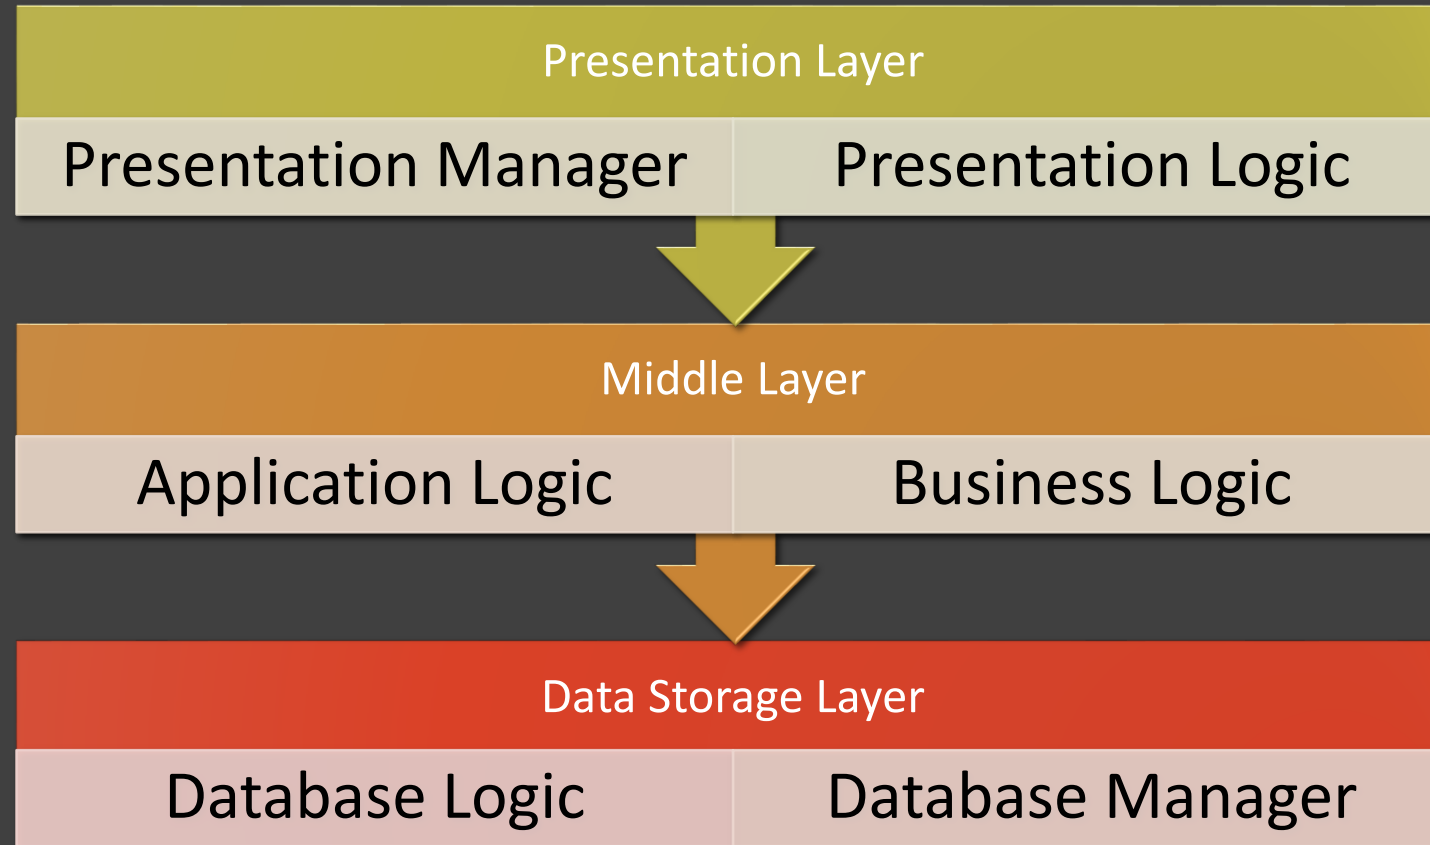 Presentation Layer
Presentation Manager
Presentation Logic
Middle Layer
Application Logic
Business Logic
Data Storage Layer
Database Logic
Database Manager